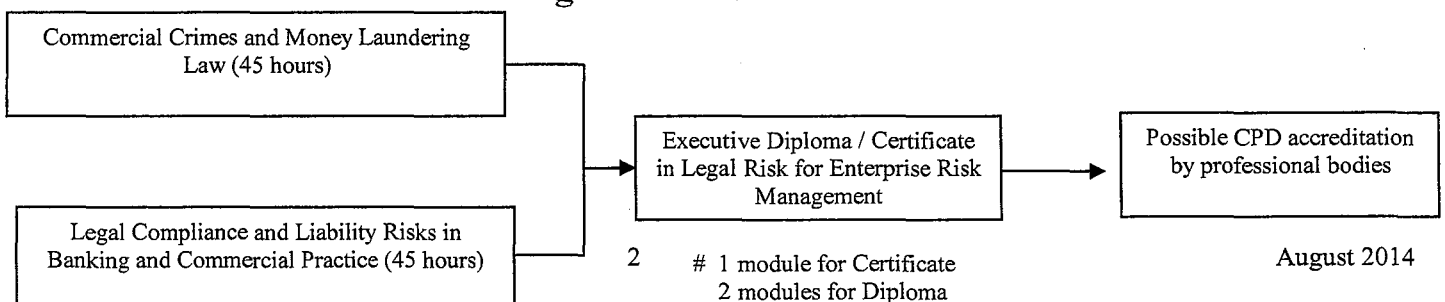 Commercial Crimes and Money Laundering
Law (45 hours)
Legal Compliance and Liability Risks in
Banking and Commercial Practice (45 hours)
Executive Diploma / Certificate
in Legal Risk for Enterprise Risk
Management
Possible CPD accreditation
by professional bodies
2
# 1 module for Certificate
2 modules for Diploma
August 2014